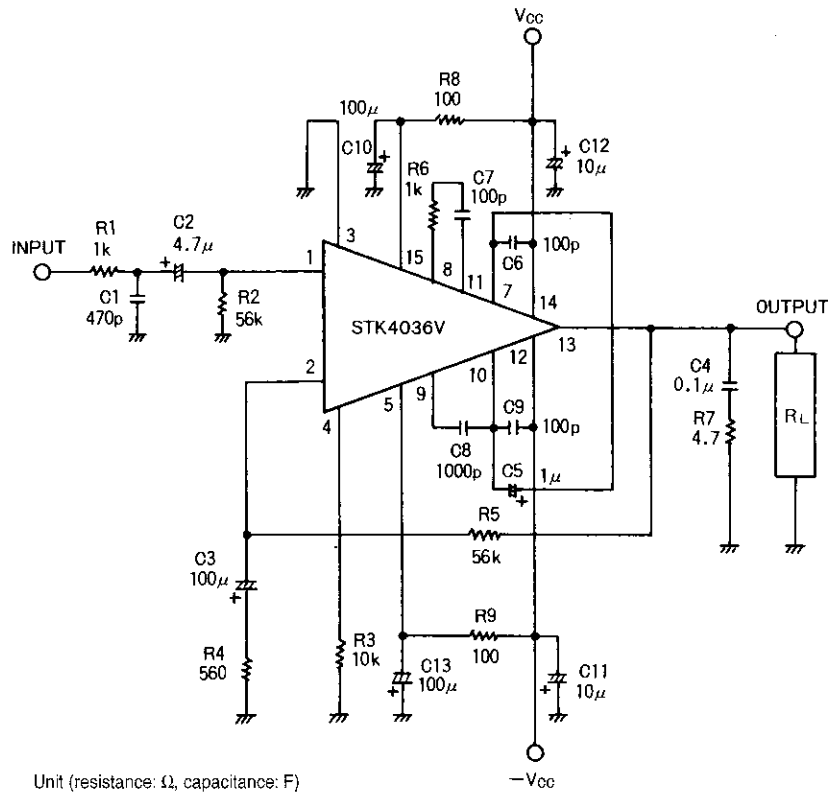 Vcc
R8
100
100μ
C10
+
R6
1k
C7
100p
+
C12
10μ
INPUT
R1
1k
C2
4.7μ
+
1
3
15
8
11
7
C6
100p
14
C1
470p
R2
56k
STK4036V
OUTPUT
13
2
4
5
9
10
12
C9
100p
C8
1000p
C5
+
1μ
C4
0.1μ
R7
4.7
RL
R5
56k
C3
100μ
+
R4
560
R3
10k
R9
100
C13
100μ
+
C11
10μ
+
−Vcc
Unit (resistance: Ω, capacitance: F)